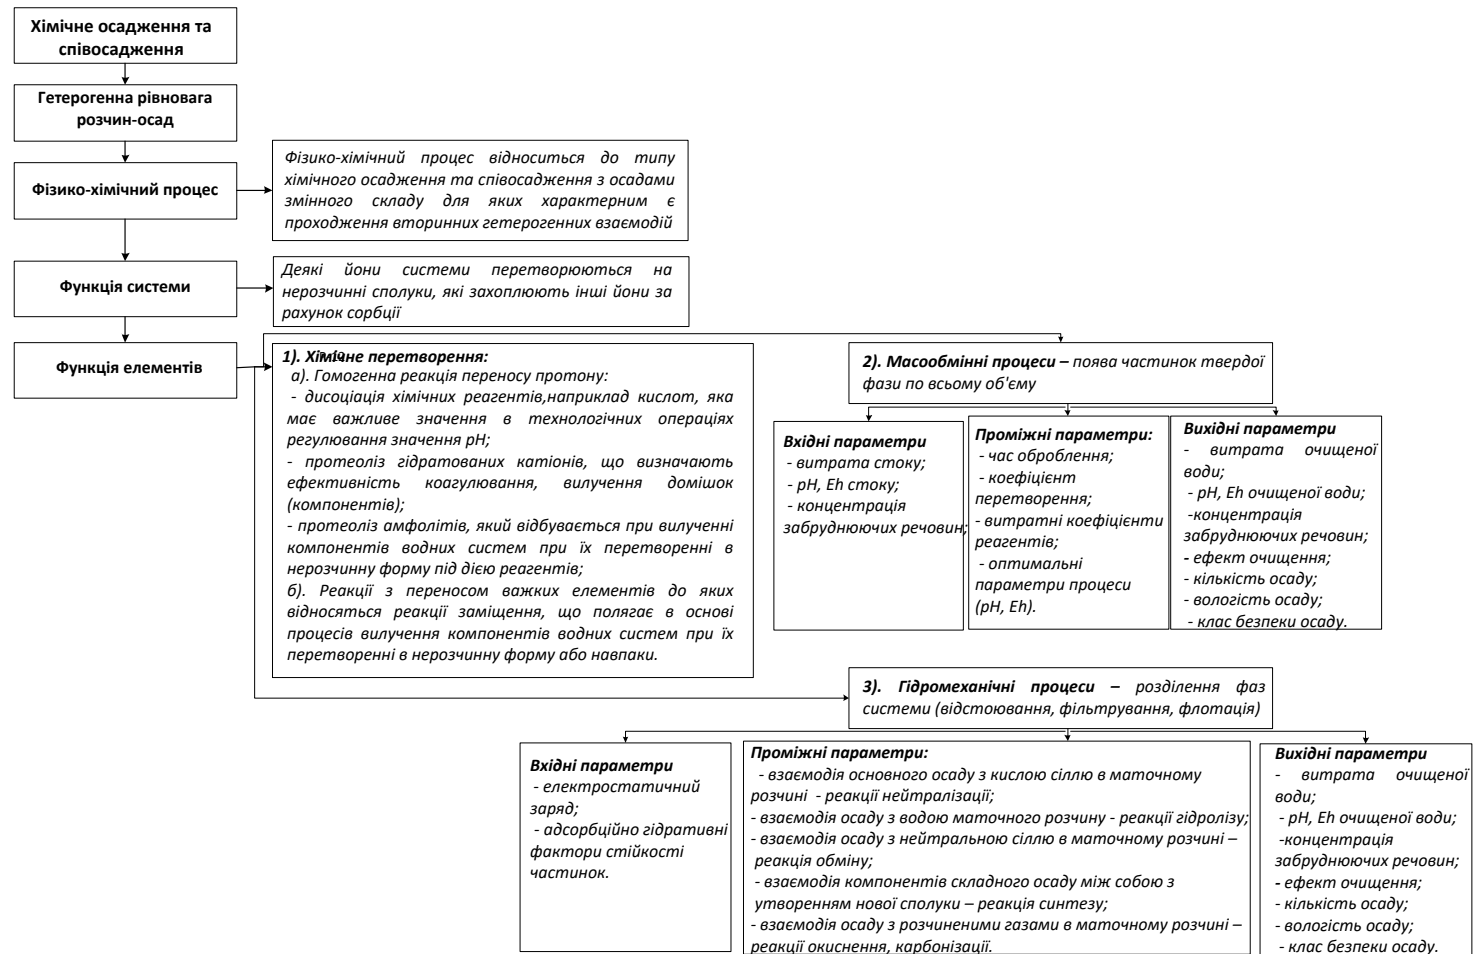 Хімічне осадження та
співосадження
Гетерогенна рівновага
розчин-осад
Фізико-хімічний процес
Фізико-хімічний процес відноситься до типу
хімічного осадження та співосадження з осадами
змінного складу для яких характерним є
проходження вторинних гетерогенних взаємодій
Функція системи
Деякі йони системи перетворюються на
нерозчинні сполуки, які захоплюють інші йони за
рахунок сорбції
Функція елементів
1). Хімічне перетворення:
а). Гомогенна реакція переносу протону:
- дисоціація хімічних реагентів,наприклад кислот, яка
має важливе значення в технологічних операціях
регулювання значення рН;
- протеоліз гідратованих катіонів, що визначають
ефективність коагулювання, вилучення домішок
(компонентів);
- протеоліз амфолітів, який відбувається при вилученні
компонентів водних систем при їх перетворенні в
нерозчинну форму під дією реагентів;
б). Реакції з переносом важких елементів до яких
відносяться реакції заміщення, що полягає в основі
процесів вилучення компонентів водних систем при їх
перетворенні в нерозчинну форму або навпаки.
2). Масообмінні процеси – поява частинок твердої
фази по всьому об'єму
Вхідні параметри
- витрата стоку;
- рН, Eh стоку;
- концентрація
забруднюючих речовин;
Проміжні параметри:
- час оброблення;
- коефіцієнт
перетворення;
- витратні коефіцієнти
реагентів;
- оптимальні
параметри процеси
(рН, Eh).
Вихідні параметри
- витрата очищеної
води;
- рН, Eh очищеної води;
-концентрація
забруднюючих речовин;
- ефект очищення;
- кількість осаду;
- вологість осаду;
- клас безпеки осаду.
3). Гідромеханічні процеси – розділення фаз
системи (відстоювання, фільтрування, флотація)
Вхідні параметри
- електростатичний
заряд;
- адсорбційно гідративні
фактори стійкості
частинок.
Проміжні параметри:
- взаємодія основного осаду з кислою сіллю в маточному
розчині - реакції нейтралізації;
- взаємодія осаду з водою маточного розчину - реакції гідролізу;
- взаємодія осаду з нейтральною сіллю в маточному розчині –
реакція обміну;
- взаємодія компонентів складного осаду між собою з
утворенням нової сполуки – реакція синтезу;
- взаємодія осаду з розчиненими газами в маточному розчині –
реакції окиснення, карбонізації.
Вихідні параметри
- витрата очищеної
води;
- рН, Eh очищеної води;
-концентрація
забруднюючих речовин;
- ефект очищення;
- кількість осаду;
- вологість осаду;
- клас безпеки осаду.